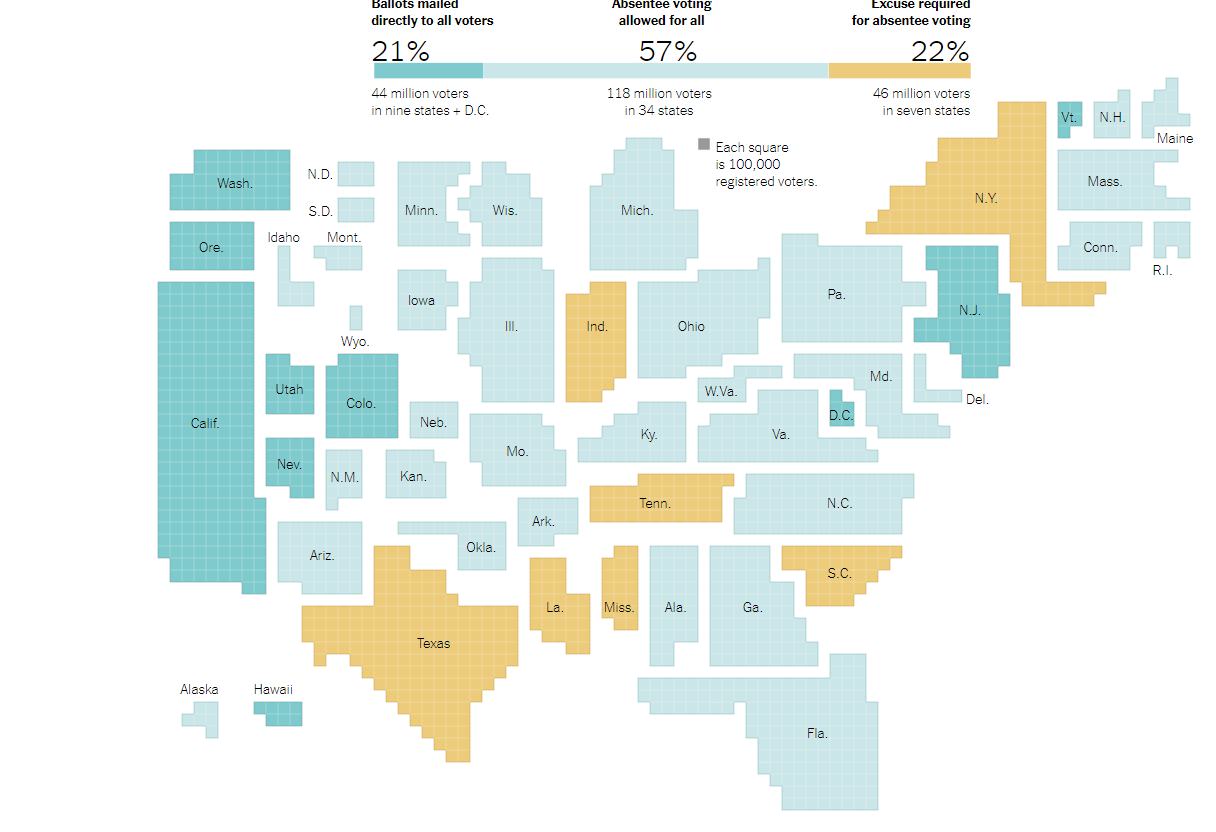 Ballots mailed
directly to all voters
Absentee voting
allowed for all
Excuse required
for absentee voting
21%
57%
22%
44 million voters
in nine states + D.C.
118 million voters
in 34 states
46 million voters
in seven states
Each square
is 100,000
registered voters.
Vt.
N.H.
Maine
Wash.
N.D.
S.D.
Minn.
Wis.
Mich.
N.Y.
Mass.
Ore.
Idaho
Mont.
Conn.
R.I.
Iowa
Ill.
Ind.
Ohio
Pa.
N.J.
Wyo.
Utah
Colo.
Neb.
W.Va.
Md.
Del.
D.C.
Calif.
Mo.
Ky.
Va.
Nev.
N.M.
Kan.
Ark.
Tenn.
N.C.
Ariz.
Okla.
S.C.
Texas
La.
Miss.
Ala.
Ga.
Alaska
Hawaii
Fla.